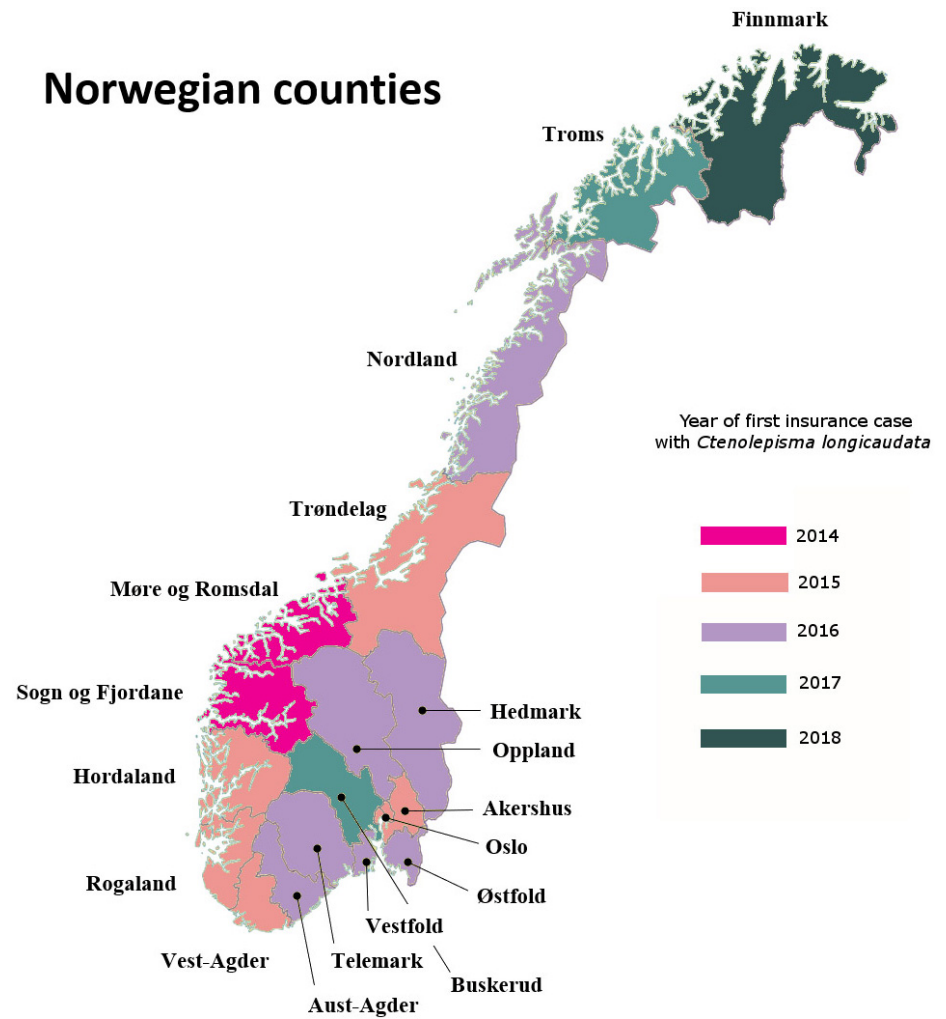 Finnmark
Norwegian counties
Troms
Nordland
Year of first insurance case
with Ctenolepisma longicaudata
Trøndelag
2014
Møre og Romsdal
2015
2016
Sogn og Fjordane
2017
Hedmark
2018
Oppland
Hordaland
Akershus
Oslo
Rogaland
Østfold
Vestfold
Vest-Agder
Telemark
Buskerud
Aust-Agder